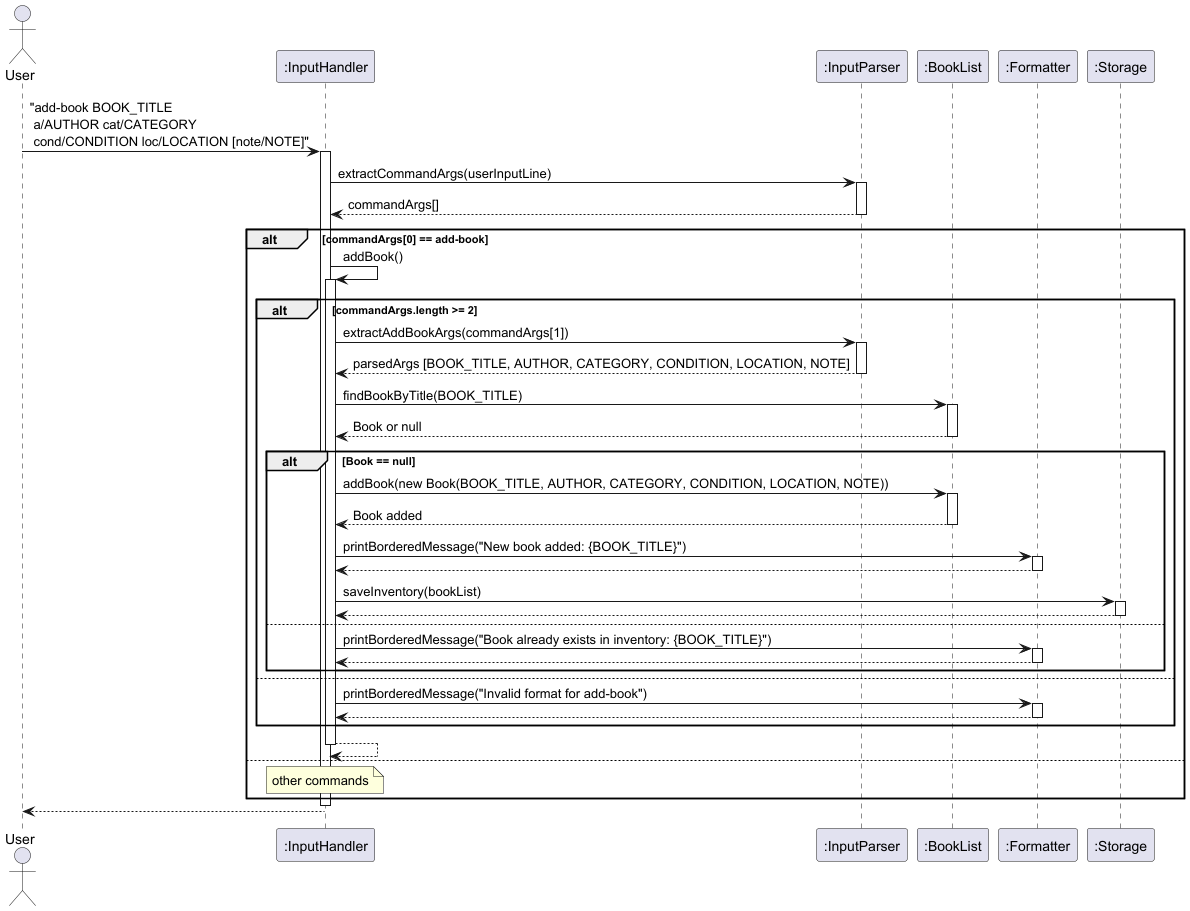 User
:InputHandler
:InputParser
:BookList
:Formatter
:Storage
"add-book BOOK_TITLE
a/AUTHOR cat/CATEGORY
cond/CONDITION loc/LOCATION [note/NOTE]"
extractCommandArgs(userInputLine)
commandArgs[]
alt
[commandArgs[0] == add-book]
addBook()
alt
[commandArgs.length >= 2]
extractAddBookArgs(commandArgs[1])
parsedArgs [BOOK_TITLE, AUTHOR, CATEGORY, CONDITION, LOCATION, NOTE]
findBookByTitle(BOOK_TITLE)
Book or null
alt
[Book == null]
addBook(new Book(BOOK_TITLE, AUTHOR, CATEGORY, CONDITION, LOCATION, NOTE))
Book added
printBorderedMessage("New book added: {BOOK_TITLE}")
saveInventory(bookList)
printBorderedMessage("Book already exists in inventory: {BOOK_TITLE}")
printBorderedMessage("Invalid format for add-book")
other commands
User
:InputHandler
:InputParser
:BookList
:Formatter
:Storage